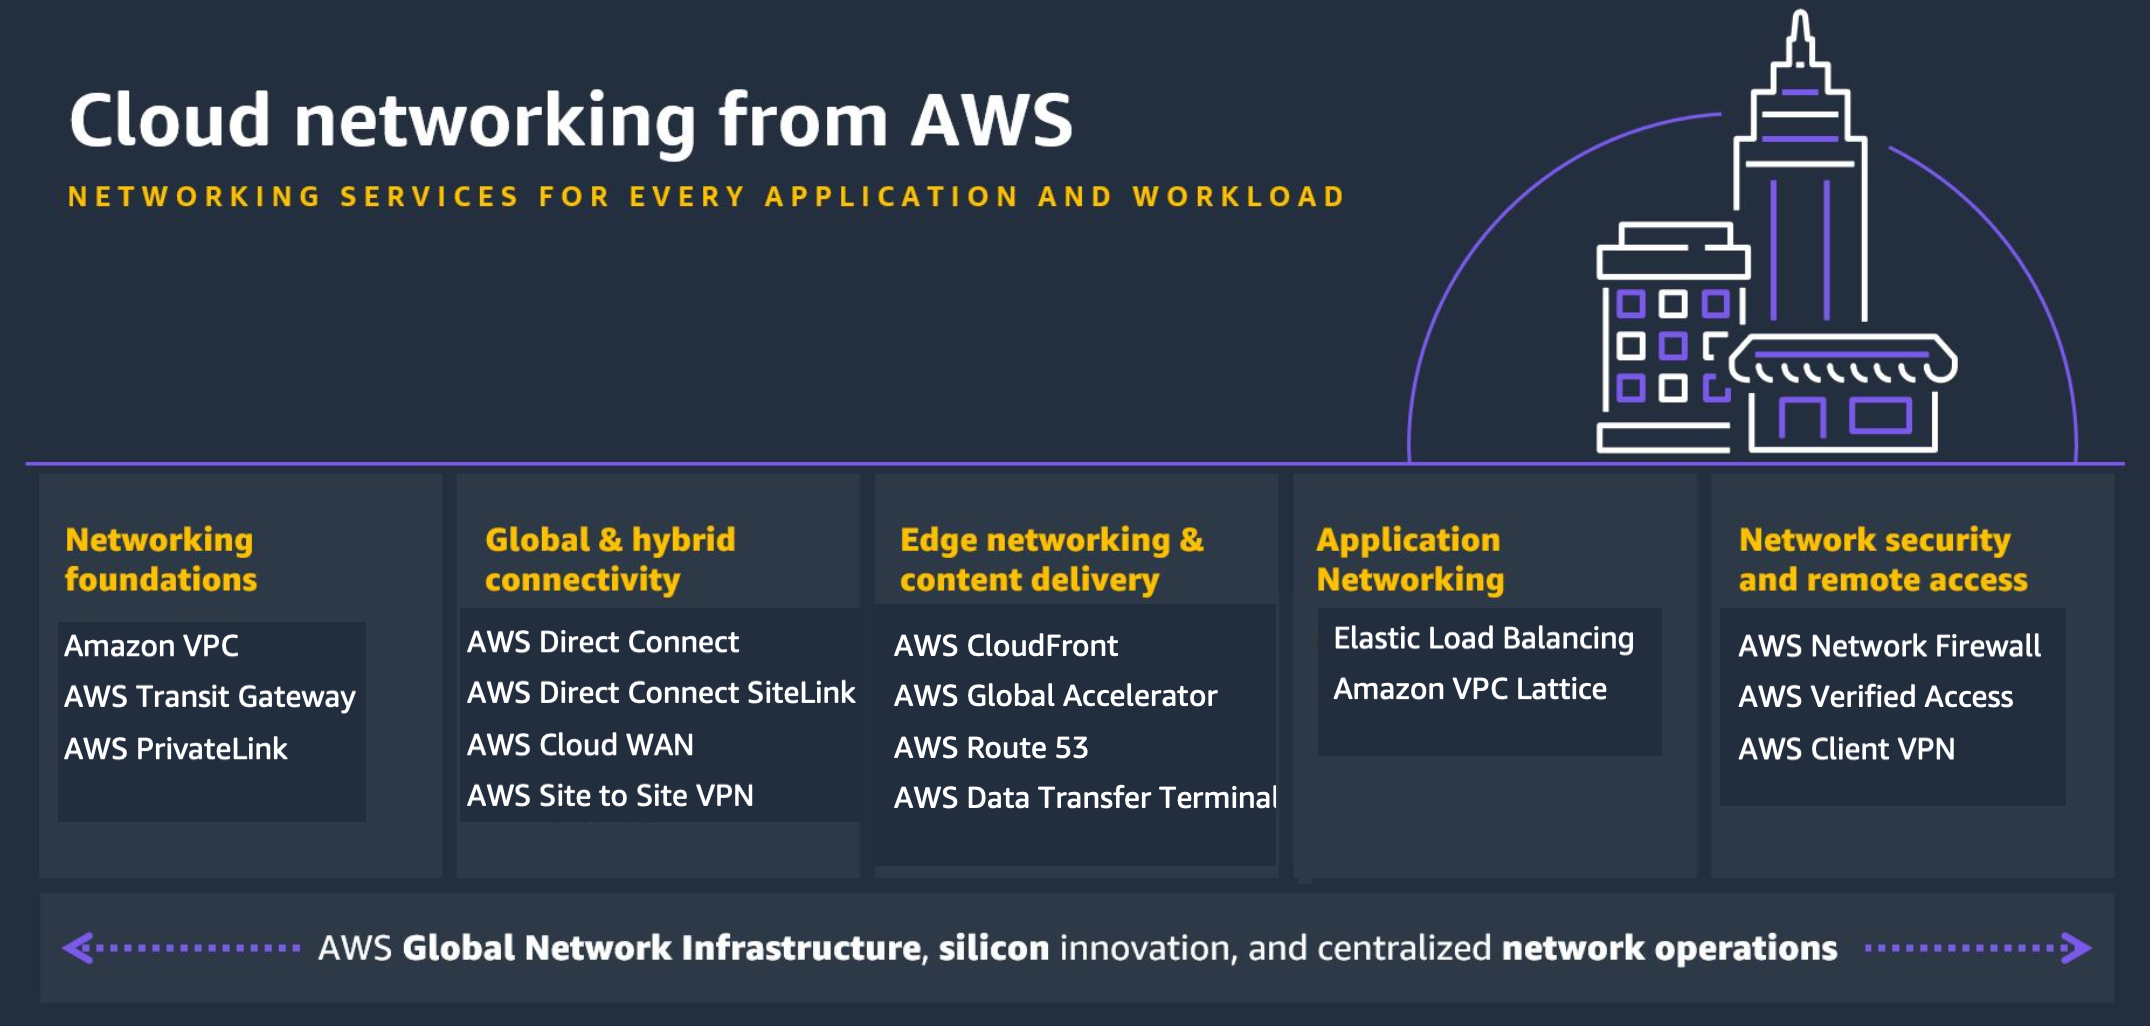 Cloud networking from AWS
NETWORKING SERVICES FOR EVERY APPLICATION AND WORKLOAD
Networking
foundations
Amazon VPC
AWS Transit Gateway
AWS PrivateLink
Global & hybrid
connectivity
AWS Direct Connect
AWS Direct Connect SiteLink
AWS Cloud WAN
AWS Site to Site VPN
Edge networking &
content delivery
AWS CloudFront
AWS Global Accelerator
AWS Route 53
AWS Data Transfer Terminal
Application
Networking
Elastic Load Balancing
Amazon VPC Lattice
Network security
and remote access
AWS Network Firewall
AWS Verified Access
AWS Client VPN
AWS Global Network Infrastructure, silicon innovation, and centralized network operations